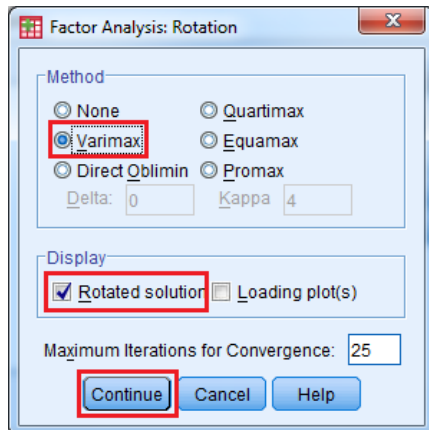 Factor Analysis: Rotation
Method
None Quartimax
Varimax Equamax
Direct Oblimin Promax
Delta: 0 Kappa 4
Display
Rotated solution Loading plot(s)
Maximum Iterations for Convergence: 25
Continue Cancel Help